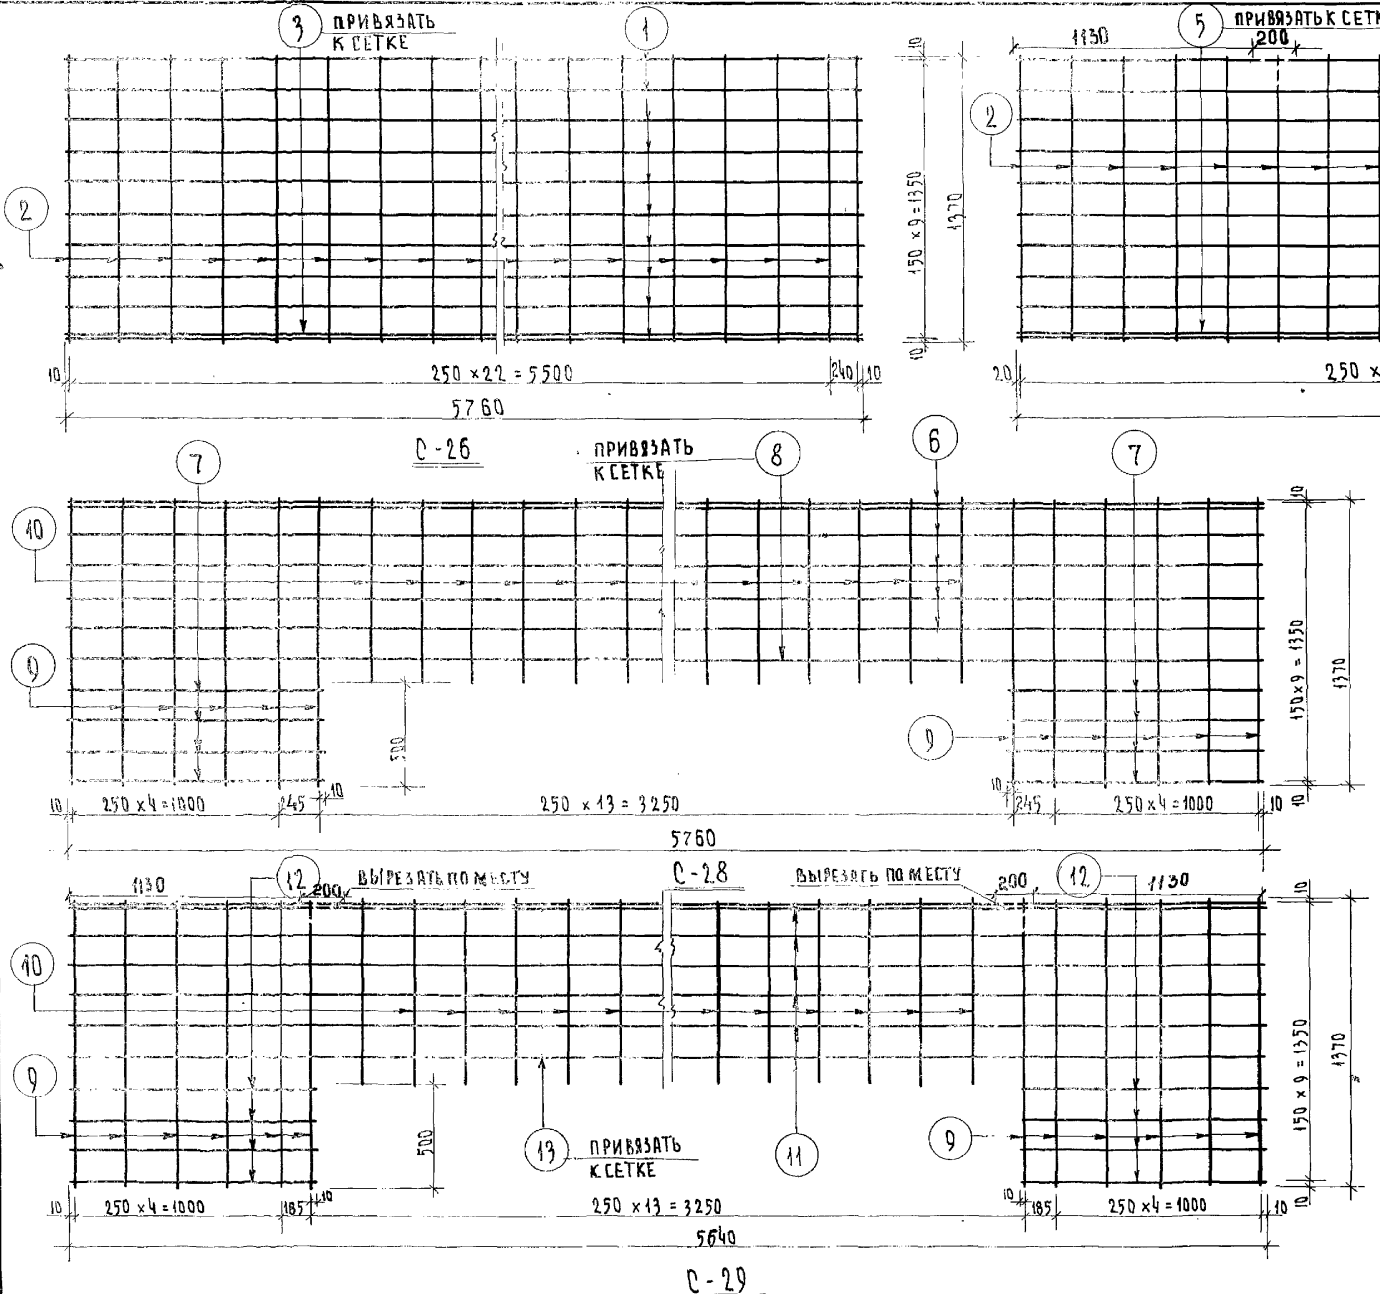 3 ПРИВЯЗАТЬ
К СЕТКЕ
1
5 ПРИВЯЗАТЬ К СЕТК
1130 200
2
2
10
150 x 9 = 1350
1370
10
10 250 x 22 = 5500 240 10
5760
20 250 x
С-26
7
ПРИВЯЗАТЬ
К СЕТКЕ
8
6
7
10
9
500
9
10
150 x 9 = 1350
1370
10
10 250 x 4 = 1000 245 10
250 x 13 = 3250
10 245 250 x 4 = 1000 10
5760
С-28
1130 12 200 ВЫРЕЗАТЬ ПО МЕСТУ
ВЫРЕЗАТЬ ПО МЕСТУ 200 12 1130
10
9
500
13 ПРИВЯЗАТЬ
К СЕТКЕ
11
9
10
150 x 9 = 1350
1370
10
10 250 x 4 = 1000 185 10
250 x 13 = 3250
10 185 250 x 4 = 1000 10
5640
С-29